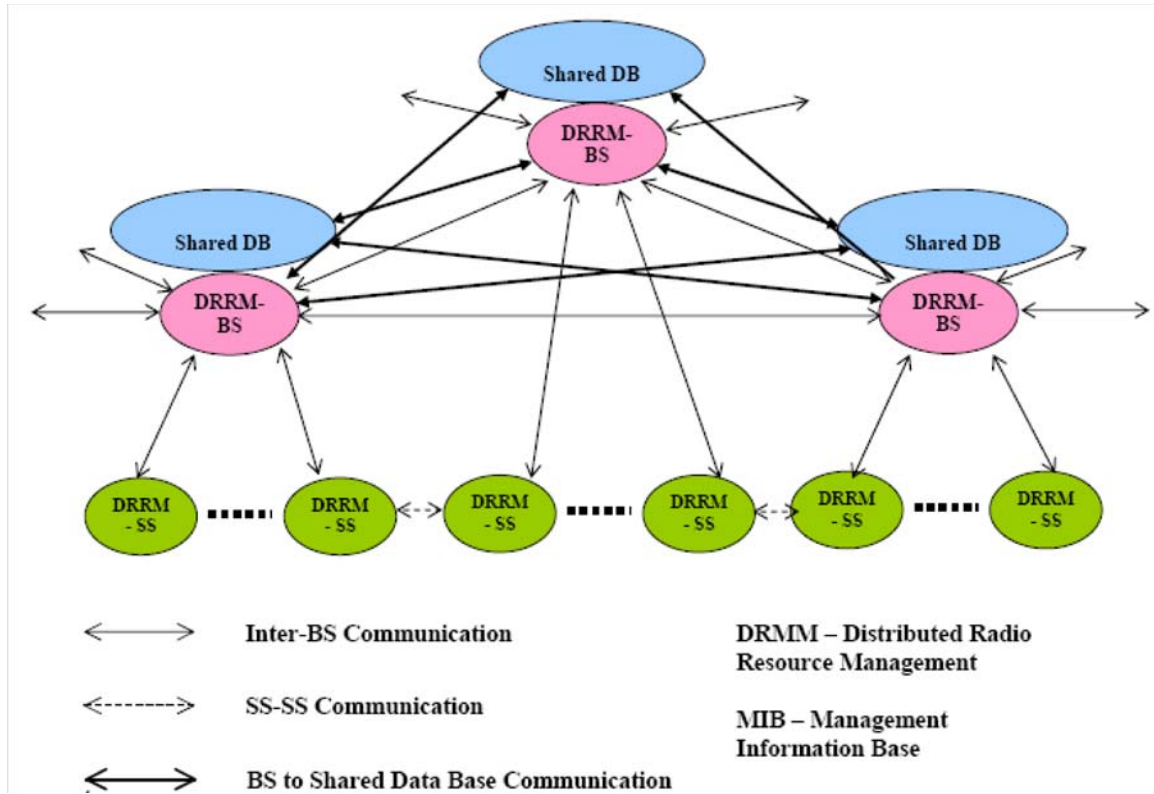 Shared DB
DRRM-
BS
Shared DB
Shared DB
DRRM-
BS
DRRM-
BS
DRRM
- SS
DRRM
- SS
DRRM
- SS
DRRM
- SS
DRRM
- SS
DRRM
- SS
Inter-BS Communication
DRMM – Distributed Radio
Resource Management
SS-SS Communication
MIB – Management
Information Base
BS to Shared Data Base Communication